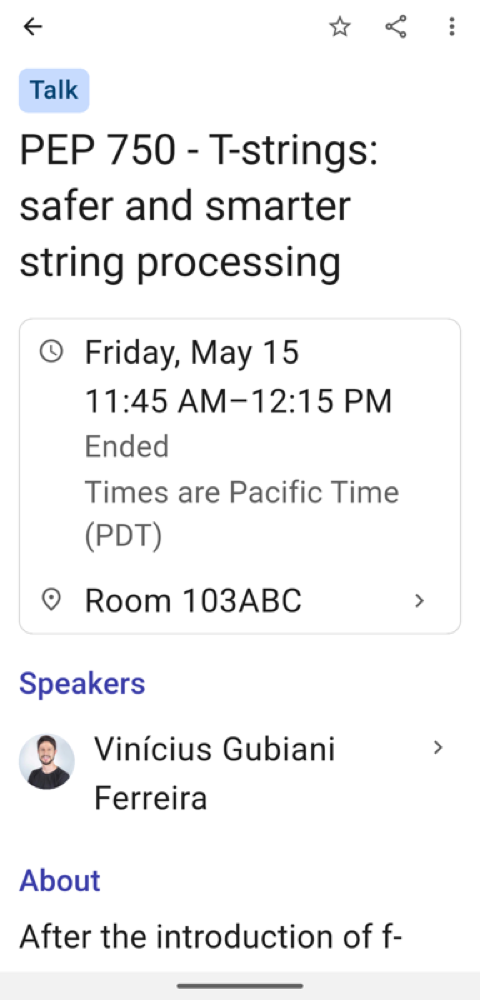 Talk
PEP 750 - T-strings:
safer and smarter
string processing
Friday, May 15
11:45 AM–12:15 PM
Ended
Times are Pacific Time
(PDT)
Room 103ABC
Speakers
Vinícius Gubiani
Ferreira
About
After the introduction of f-